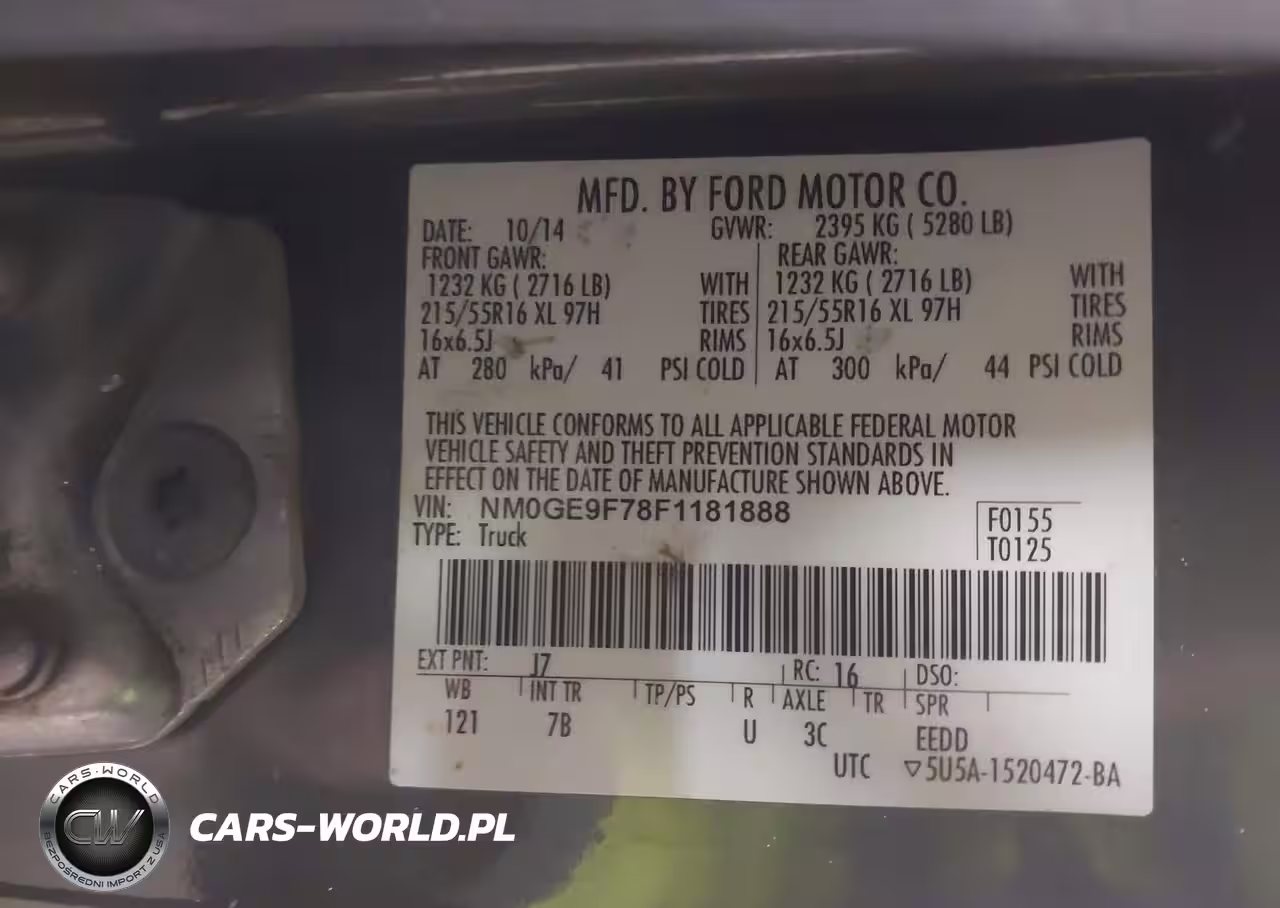 MFD. BY FORD MOTOR CO.
DATE: 10/14 GVWR: 2395 KG ( 5280 LB)
FRONT GAWR: REAR GAWR:
1232 KG ( 2716 LB) WITH 1232 KG ( 2716 LB) WITH
215/55R16 XL 97H TIRES 215/55R16 XL 97H TIRES
16x6.5J RIMS 16x6.5J RIMS
AT 280 kPa/ 41 PSI COLD AT 300 kPa/ 44 PSI COLD
THIS VEHICLE CONFORMS TO ALL APPLICABLE FEDERAL MOTOR
VEHICLE SAFETY AND THEFT PREVENTION STANDARDS IN
EFFECT ON THE DATE OF MANUFACTURE SHOWN ABOVE.
VIN: NM0GE9F78F1181888
F0155
TYPE: Truck
T0125
EXT PNT: J7 RC: 16 DSO:
WB INT TR TP/PS R AXLE TR SPR
121 7B U 3C EEDD
UTC ▽5U5A-1520472-BA
CARS-WORLD
CW
BEZPOŚREDNI IMPORT Z USA
CARS-WORLD.PL